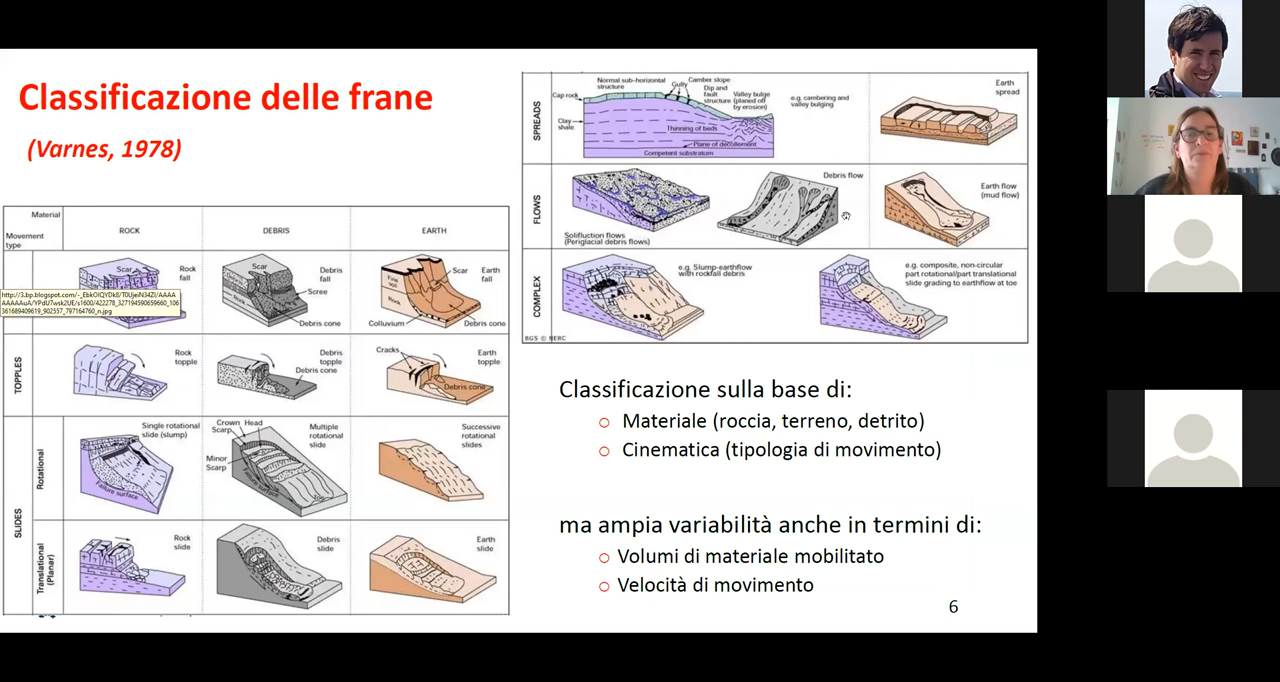 Classificazione delle frane
(Varnes, 1978)
Material
Movement
type
ROCK
DEBRIS
EARTH
Scar
Rock
fall
Scar
Debris
fall
Scree
Debris cone
Scar
Earth
fall
Rock
Colluvium
Debris cone
TOPPLES
Rock
topple
Debris
topple
Debris cone
Cracks
Earth
topple
Debris cone
SLIDES
Rotational
Single rotational
slide (slump)
Failure surface
Crown
Head
Scarp
Minor
Scarp
Failure surface
Toe
Multiple
rotational
slide
Successive
rotational
slides
Translational
(Planar)
Rock
slide
Debris
slide
Earth
slide
SPREADS
Normal sub-horizontal
structure
Cap rock
Clay
shale
Gully
Camber slope
Dip and
fault
structure
Valley bulge
(planed off
by erosion)
Thinning of beds
Plane of decollement
Competent substratum
e.g. cambering and
valley bulging
Earth
spread
FLOWS
Solifluction flows
(Periglacial debris flows)
Debris flow
Earth flow
(mud flow)
COMPLEX
e.g. Slump-earthflow
with rockfall debris
e.g. composite, non-circular
part rotational/part translational
slide grading to earthflow at toe
BGS © NERC
Classificazione sulla base di:
Materiale (roccia, terreno, detrito)
Cinematica (tipologia di movimento)
ma ampia variabilità anche in termini di:
Volumi di materiale mobilitato
Velocità di movimento
6